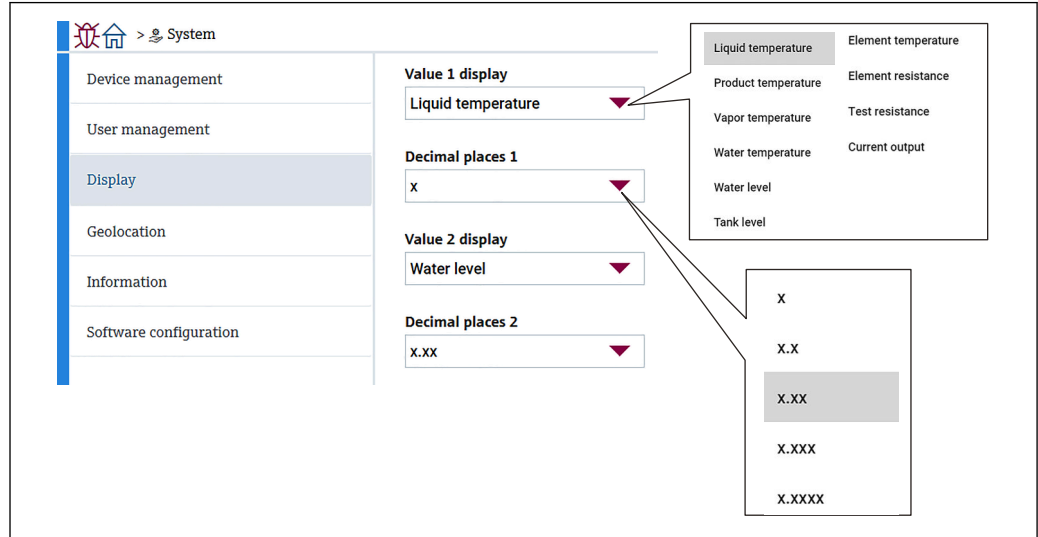 > System
Device management
User management
Display
Geolocation
Information
Software configuration
Value 1 display
Liquid temperature
Decimal places 1
x
Value 2 display
Water level
Decimal places 2
x.xx
Liquid temperature
Product temperature
Vapor temperature
Water temperature
Water level
Tank level
Element temperature
Element resistance
Test resistance
Current output
x
x.x
x.xx
x.xxx
x.xxxx